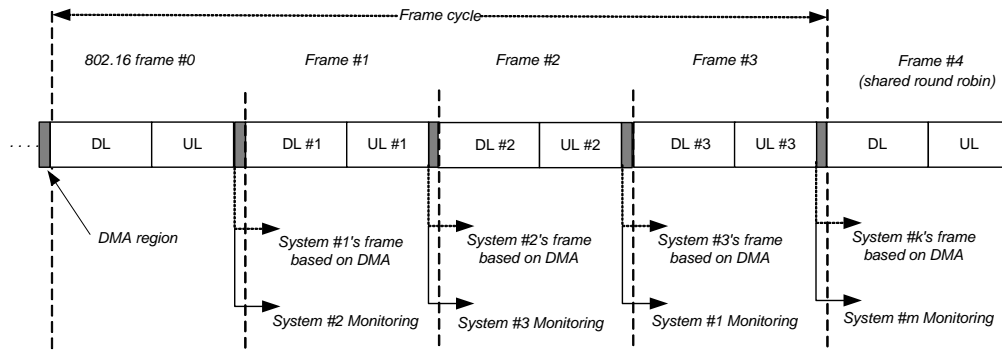 Frame cycle
802.16 frame #0
Frame #1
Frame #2
Frame #3
Frame #4
(shared round robin)
....
DL
UL
DL #1
UL #1
DL #2
UL #2
DL #3
UL #3
DL
UL
DMA region
System #1's frame
based on DMA
System #2's frame
based on DMA
System #3's frame
based on DMA
System #k's frame
based on DMA
System #2 Monitoring
System #3 Monitoring
System #1 Monitoring
System #m Monitoring